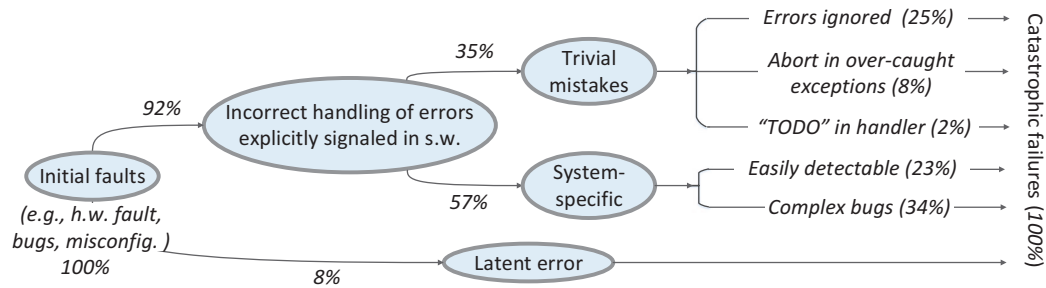 Initial faults
(e.g., h.w. fault,
bugs, misconfig. )
100%
92%
Incorrect handling of errors
explicitly signaled in s.w.
35%
Trivial
mistakes
Errors ignored (25%)
Abort in over-caught
exceptions (8%)
“TODO” in handler (2%)
57%
System-
specific
Easily detectable (23%)
Complex bugs (34%)
8%
Latent error
Catastrophic failures (100%)